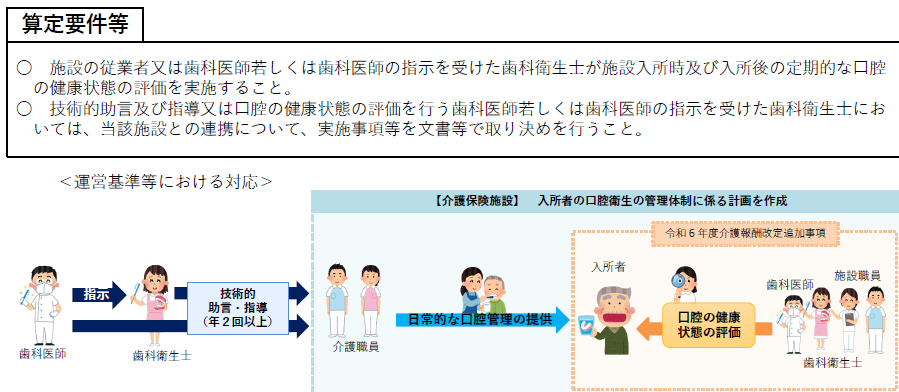 算定要件等
○　施設の従業者又は歯科医師若しくは歯科医師の指示を受けた歯科衛生士が施設入所時及び入所後の定期的な口腔
の健康状態の評価を実施すること。
○　技術的助言及び指導又は口腔の健康状態の評価を行う歯科医師若しくは歯科医師の指示を受けた歯科衛生士にお
いては、当該施設との連携について、実施事項等を文書等で取り決めを行うこと。
＜運営基準等における対応＞
【介護保険施設】　入所者の口腔衛生の管理体制に係る計画を作成
令和６年度介護報酬改定追加事項
入所者
施設職員
歯科医師
指示
技術的
助言・指導
（年２回以上）
日常的な口腔管理の提供
口腔の健康
状態の評価
歯科医師
歯科衛生士
介護職員
歯科衛生士